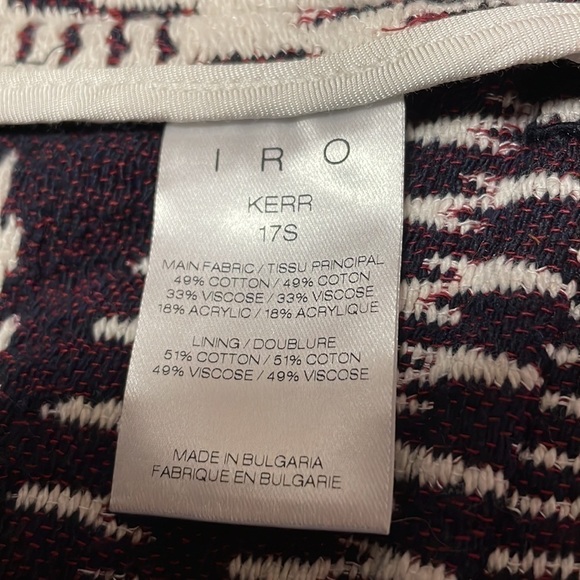 IRO
KERR
17S
MAIN FABRIC / TISSU PRINCIPAL
49% COTTON / 49% COTON
33% VISCOSE / 33% VISCOSE
18% ACRYLIC / 18% ACRYLIQUE
LINING / DOUBLURE
51% COTTON / 51% COTON
49% VISCOSE / 49% VISCOSE
MADE IN BULGARIA
FABRIQUE EN BULGARIE